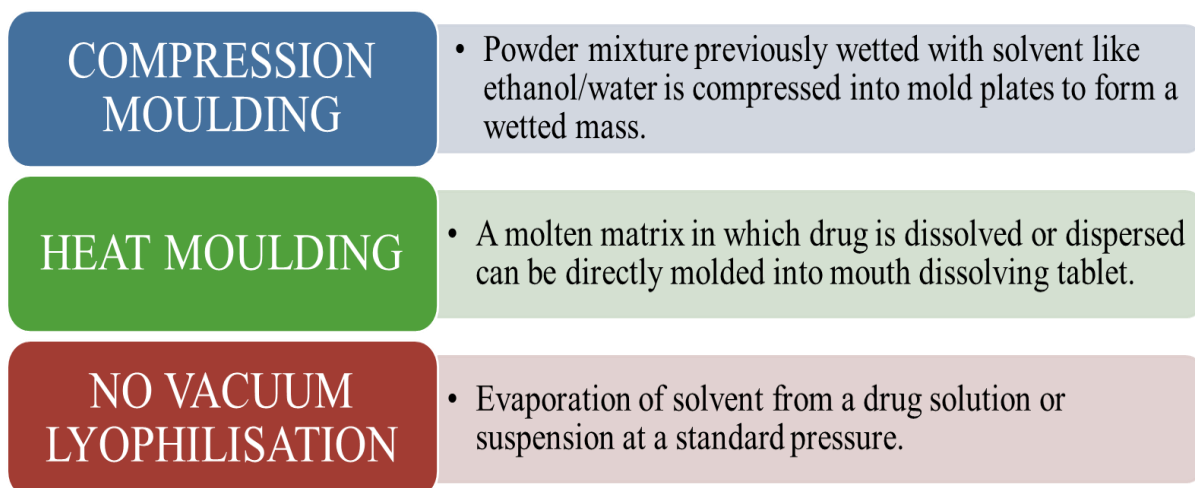 COMPRESSION
MOULDING
• Powder mixture previously wetted with solvent like
ethanol/water is compressed into mold plates to form a
wetted mass.
HEAT MOULDING
• A molten matrix in which drug is dissolved or dispersed
can be directly molded into mouth dissolving tablet.
NO VACUUM
LYOPHILISATION
• Evaporation of solvent from a drug solution or
suspension at a standard pressure.